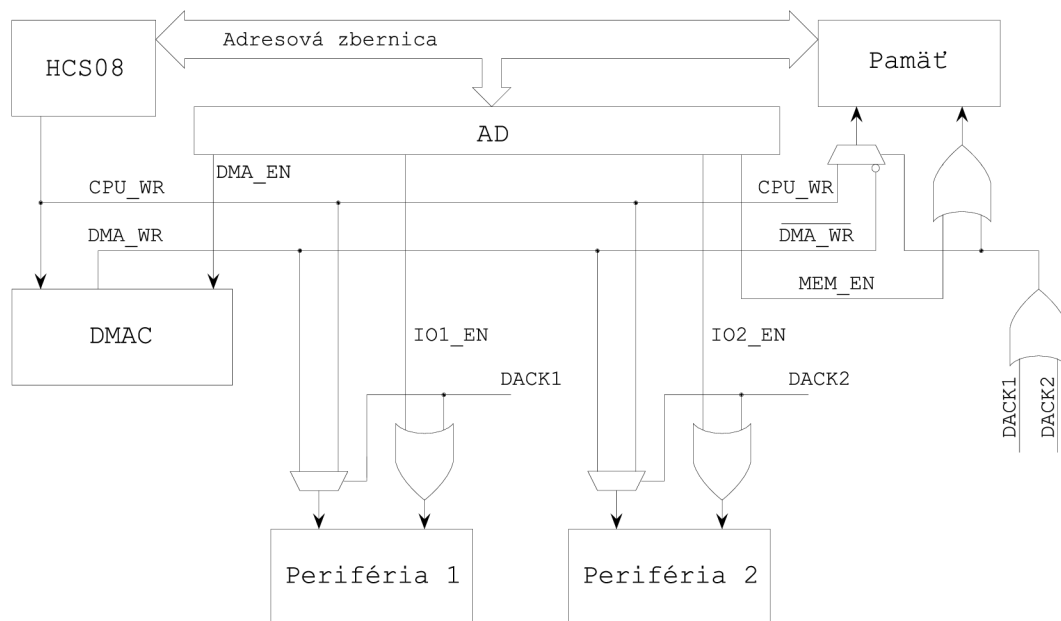 HCS08
Adresová zbernica
Pamäť
AD
DMA_EN
CPU_WR
CPU_WR
DMA_WR
DMA_WR
MEM_EN
DMAC
IO1_EN
IO2_EN
DACK1
DACK2
DACK1
DACK2
Periféria 1
Periféria 2